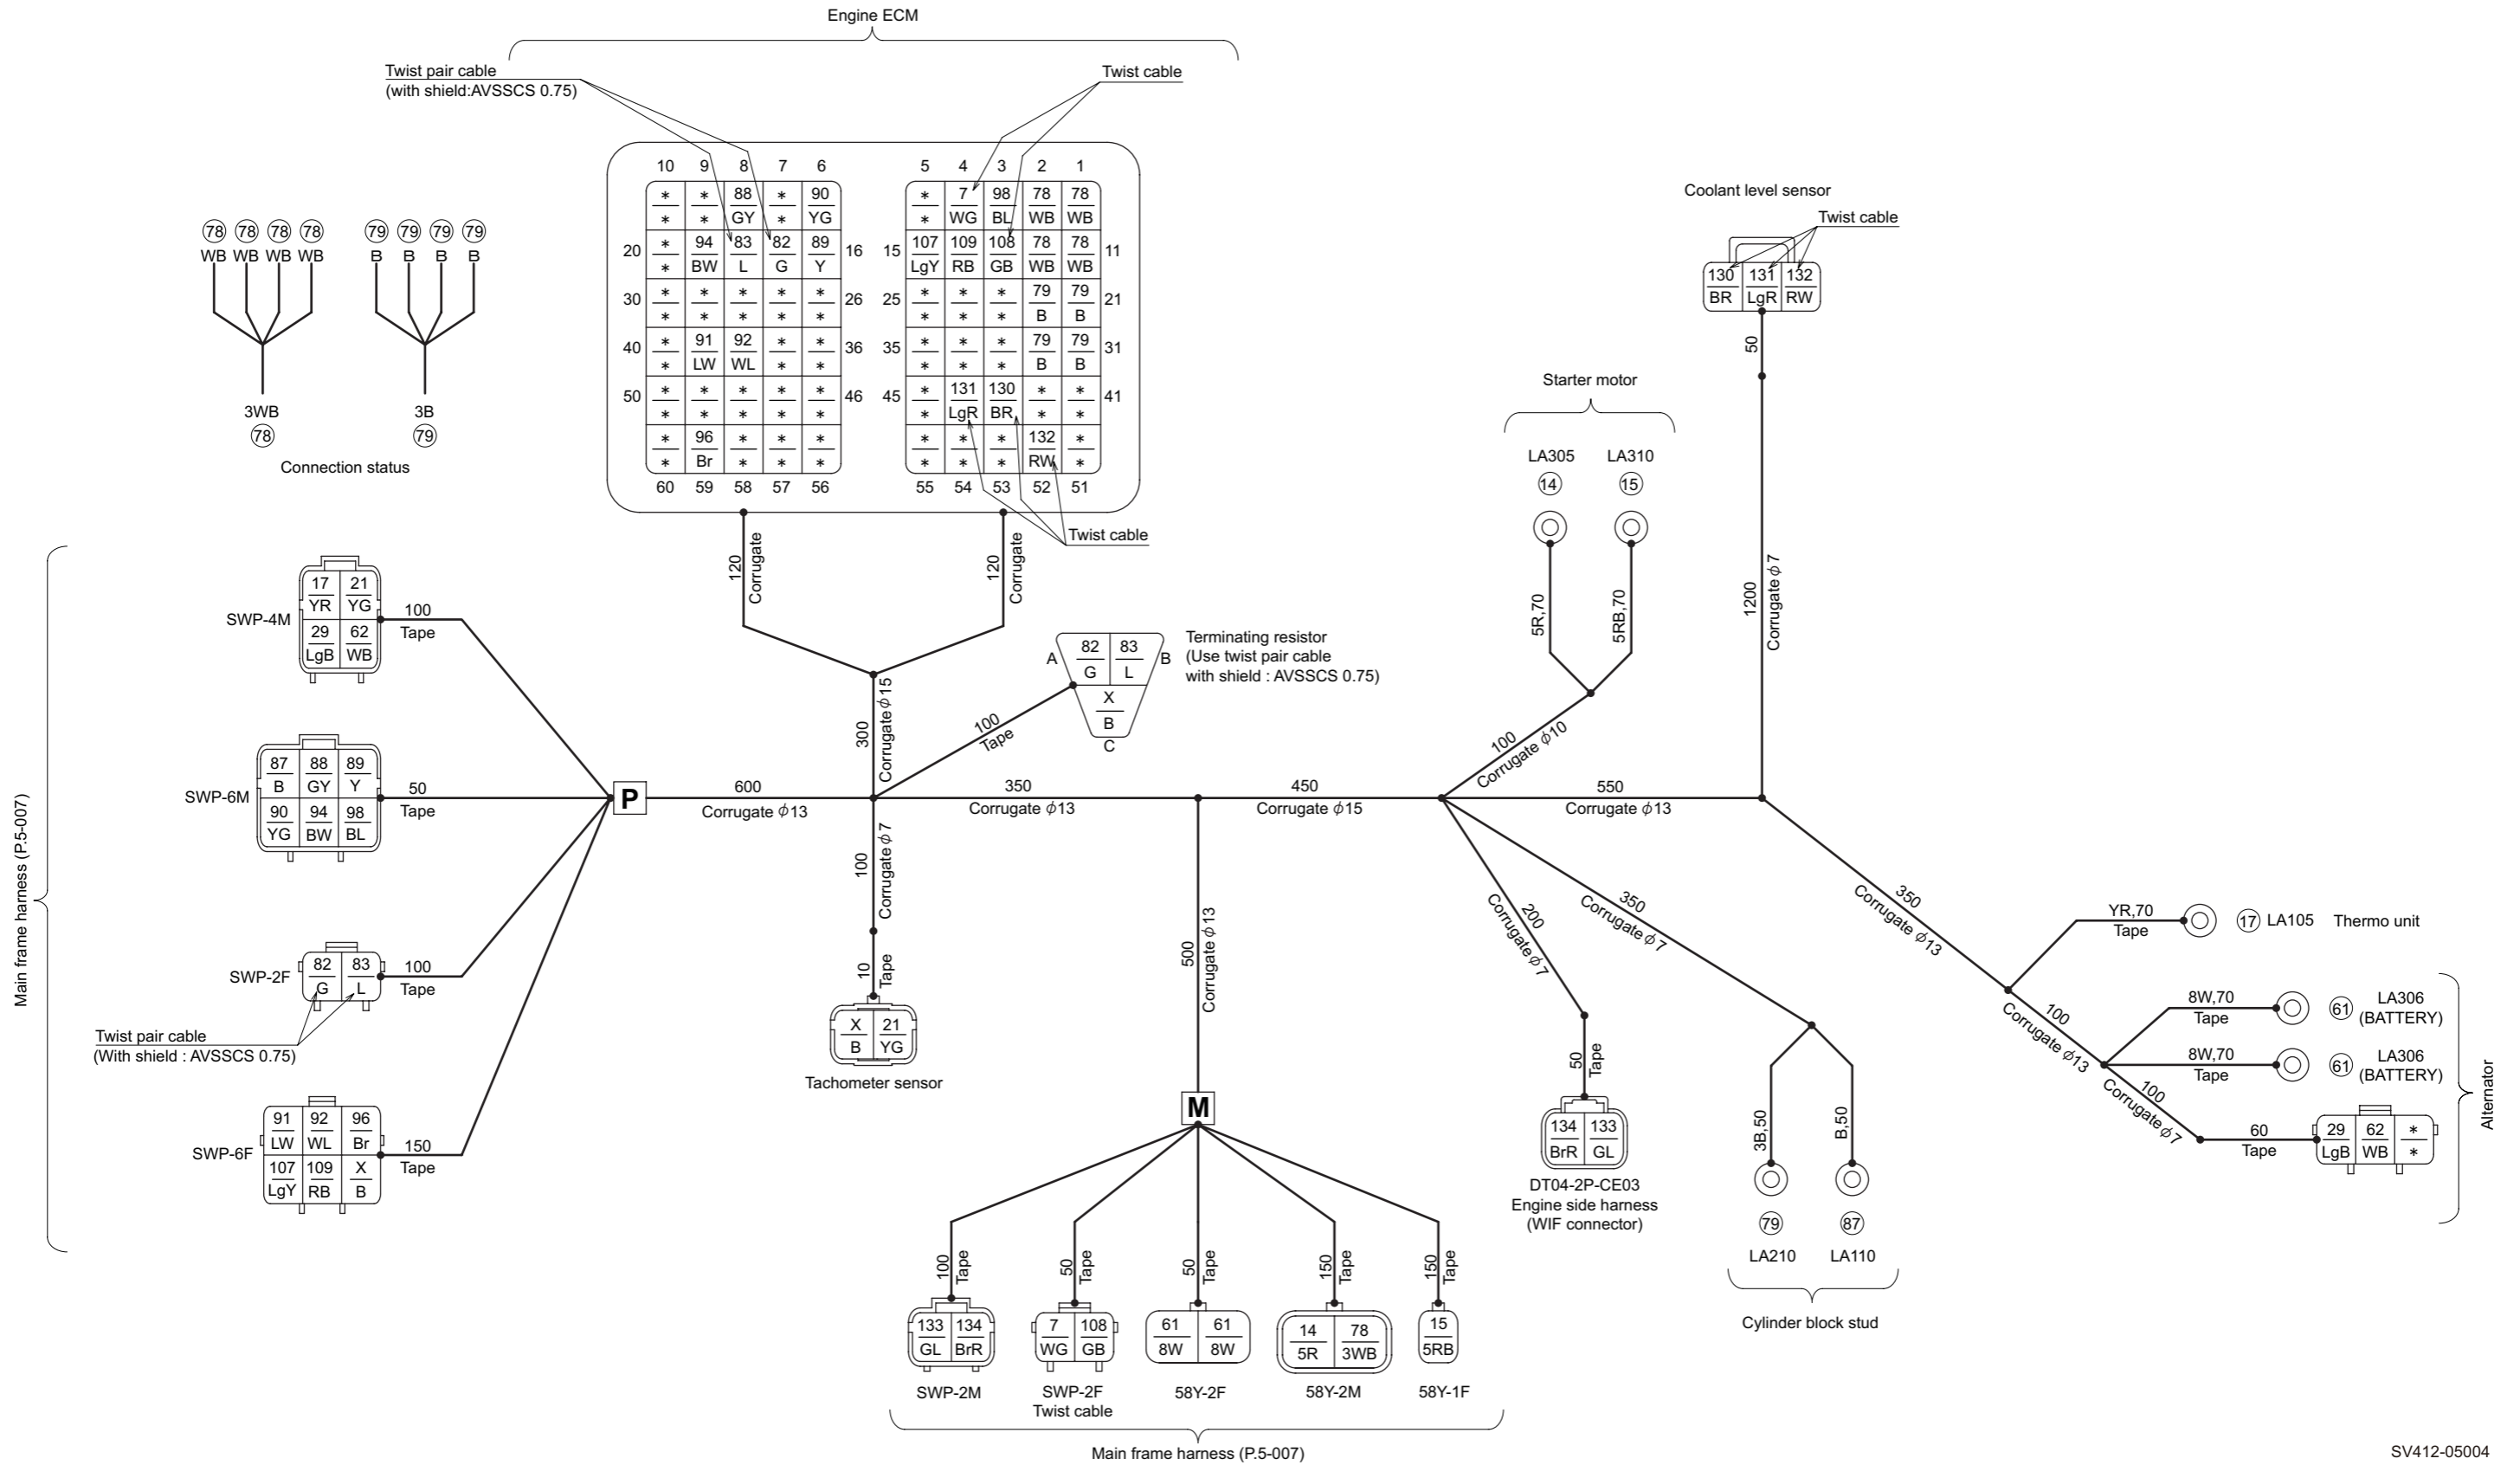 Engine ECM
Twist pair cable
(with shield:AVSSCS 0.75)
Twist cable
10 9 8 7 6
* * 88 * 90
* * GY * YG
20 * 94 83 82 89 16
* BW L G Y
30 * * * * * 26
* * * * *
40 * 91 92 * * 36
* LW WL * *
50 * * * * * 46
* * * * *
* 96 * * *
* Br * * *
60 59 58 57 56
5 4 3 2 1
* 7 98 78 78
* WG BL WB WB
15 107 109 108 78 78 11
LgY RB GB WB WB
25 * * * 79 79 21
* * * B B
35 * * * 79 79 31
* * * B B
45 * 131 130 * * 41
* LgR BR * *
* * * 132 *
* * * RW *
55 54 53 52 51
Twist cable
120
Corrugate
120
Corrugate
300
Corrugate ϕ15
78 78 78 78
WB WB WB WB
3WB
78
79 79 79 79
B B B B
3B
79
Connection status
Coolant level sensor
Twist cable
130 131 132
BR LgR RW
50
1200
Corrugate ϕ7
Starter motor
LA305 LA310
14 15
5R,70
5RB,70
100
Corrugate ϕ10
Main frame harness (P.5-007)
SWP-4M
17 21
YR YG
29 62
LgB WB
100
Tape
SWP-6M
87 88 89
B GY Y
90 94 98
YG BW BL
50
Tape
SWP-2F
82 83
G L
100
Tape
Twist pair cable
(With shield : AVSSCS 0.75)
SWP-6F
91 92 96
LW WL Br
107 109 X
LgY RB B
150
Tape
P
600
Corrugate ϕ13
100
Tape
A
82 83
G L
B
X
B
C
Terminating resistor
(Use twist pair cable
with shield : AVSSCS 0.75)
350
Corrugate ϕ13
450
Corrugate ϕ15
550
Corrugate ϕ13
100
Corrugate ϕ7
10
Tape
X 21
B YG
Tachometer sensor
500
Corrugate ϕ13
M
100
Tape
50
Tape
50
Tape
150
Tape
150
Tape
133 134
GL BrR
SWP-2M
7 108
WG GB
SWP-2F
Twist cable
61 61
8W 8W
58Y-2F
14 78
5R 3WB
58Y-2M
15
5RB
58Y-1F
Main frame harness (P.5-007)
200
Corrugate ϕ7
50
Tape
134 133
BrR GL
DT04-2P-CE03
Engine side harness
(WIF connector)
350
Corrugate ϕ7
3B,50
B,50
79 87
LA210 LA110
Cylinder block stud
350
Corrugate ϕ13
YR,70
Tape
17 LA105 Thermo unit
100
Corrugate ϕ13
8W,70
Tape
61 LA306
(BATTERY)
8W,70
Tape
61 LA306
(BATTERY)
100
Corrugate ϕ7
60
Tape
29 62 *
LgB WB *
Alternator
SV412-05004